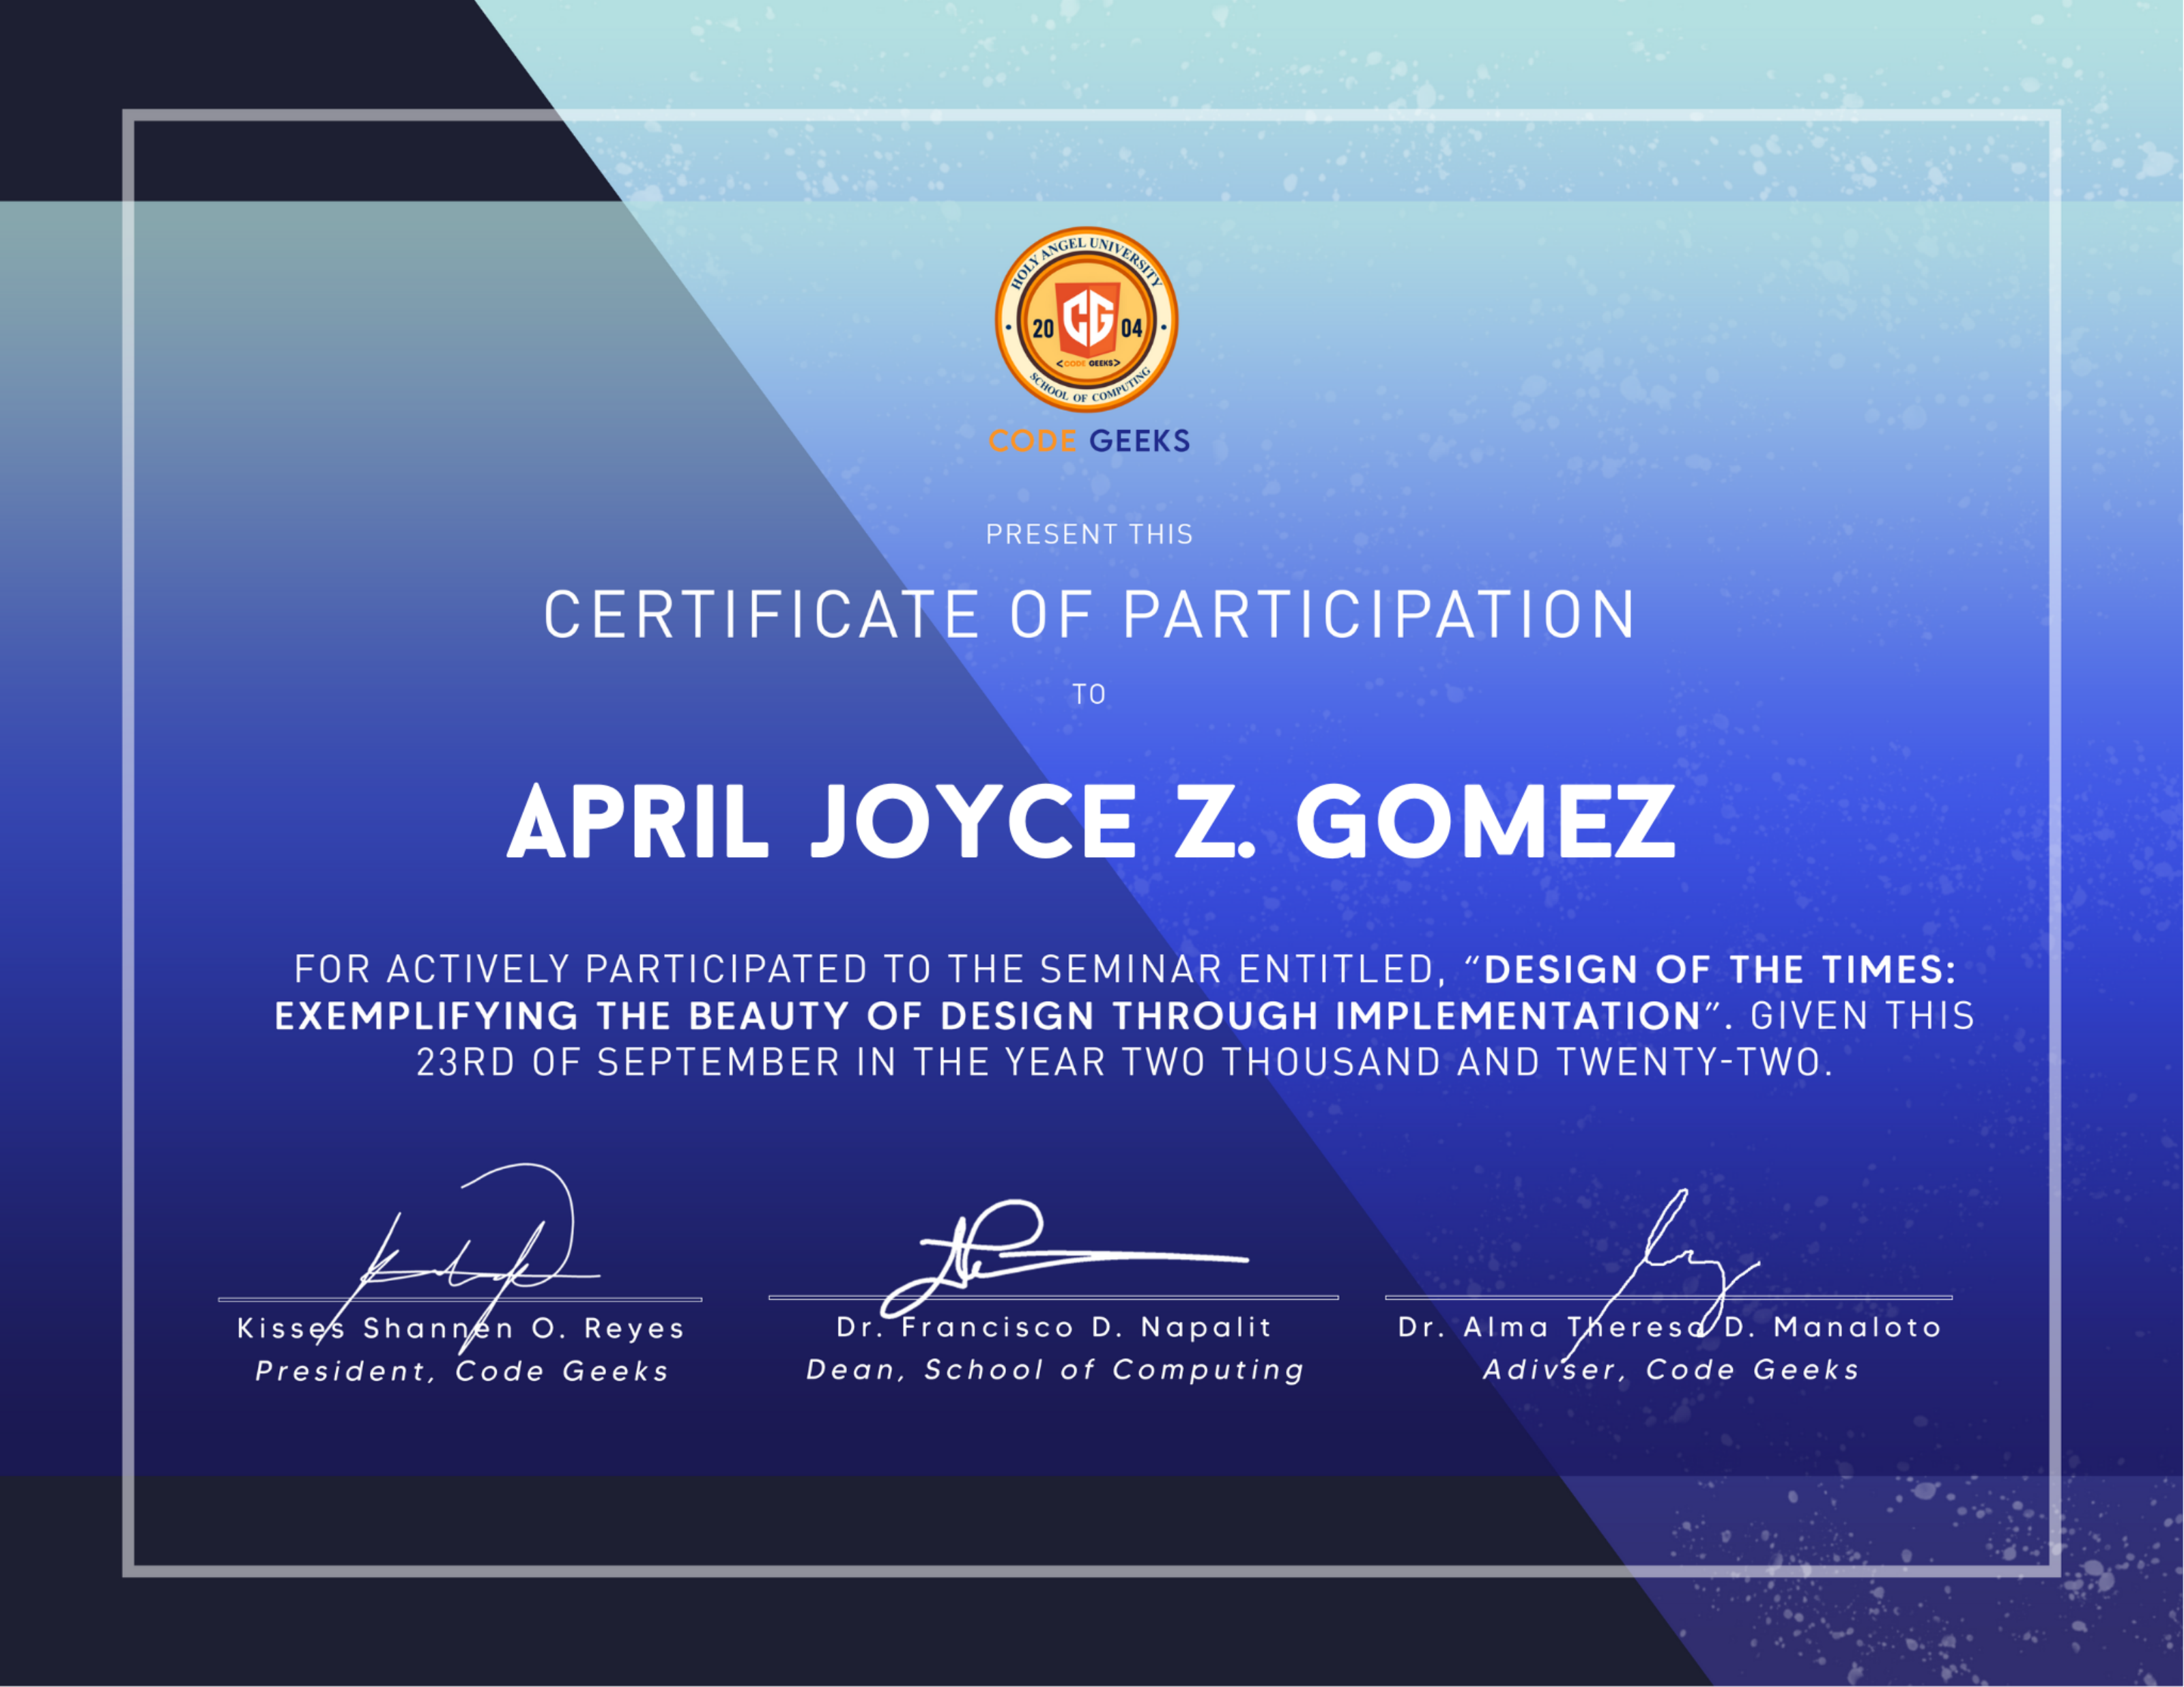 HOLY ANGEL UNIVERSITY
20 CG 04
<CODE GEEKS>
SCHOOL OF COMPUTING
CODE GEEKS
PRESENT THIS
CERTIFICATE OF PARTICIPATION
TO
APRIL JOYCE Z. GOMEZ
FOR ACTIVELY PARTICIPATED TO THE SEMINAR ENTITLED, “DESIGN OF THE TIMES:
EXEMPLIFYING THE BEAUTY OF DESIGN THROUGH IMPLEMENTATION”. GIVEN THIS
23RD OF SEPTEMBER IN THE YEAR TWO THOUSAND AND TWENTY-TWO.
Kisses Shannen O. Reyes
President, Code Geeks
Dr. Francisco D. Napalit
Dean, School of Computing
Dr. Alma Theresa D. Manaloto
Adivser, Code Geeks